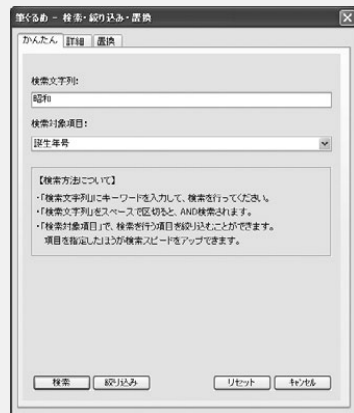 筆ぐるめ - 検索・絞り込み・置換
かんたん 詳細 置換
検索文字列:
昭和
検索対象項目:
誕生年号
【検索方法について】
・「検索文字列」にキーワードを入力して、検索を行ってください。
・「検索文字列」をスペースで区切ると、AND検索されます。
・「検索対象項目」で、検索を行う項目を絞り込むことができます。
項目を指定したほうが検索スピードをアップできます。
検索 絞り込み リセット キャンセル